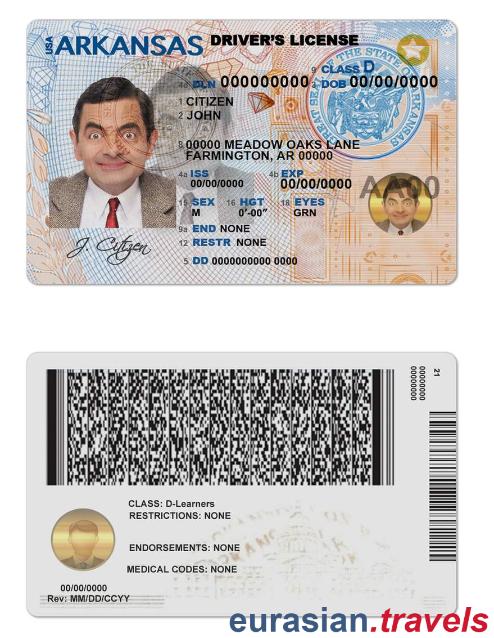 USA ARKANSAS DRIVER'S LICENSE
9 CLASS D
4d DLN 000000000 3 DOB 00/00/0000
1 CITIZEN
2 JOHN
8 00000 MEADOW OAKS LANE
FARMINGTON, AR 00000
4a ISS 4b EXP
00/00/0000 00/00/0000
AA00
15 SEX 16 HGT 18 EYES
M 0'-00" GRN
9a END NONE
12 RESTR NONE
5 DD 0000000000 0000
J. Citizen
21
00000000
00000000
CLASS: D-Learners
RESTRICTIONS: NONE
ENDORSEMENTS: NONE
MEDICAL CODES: NONE
00/00/0000
Rev: MM/DD/CCYY
eurasian.travels